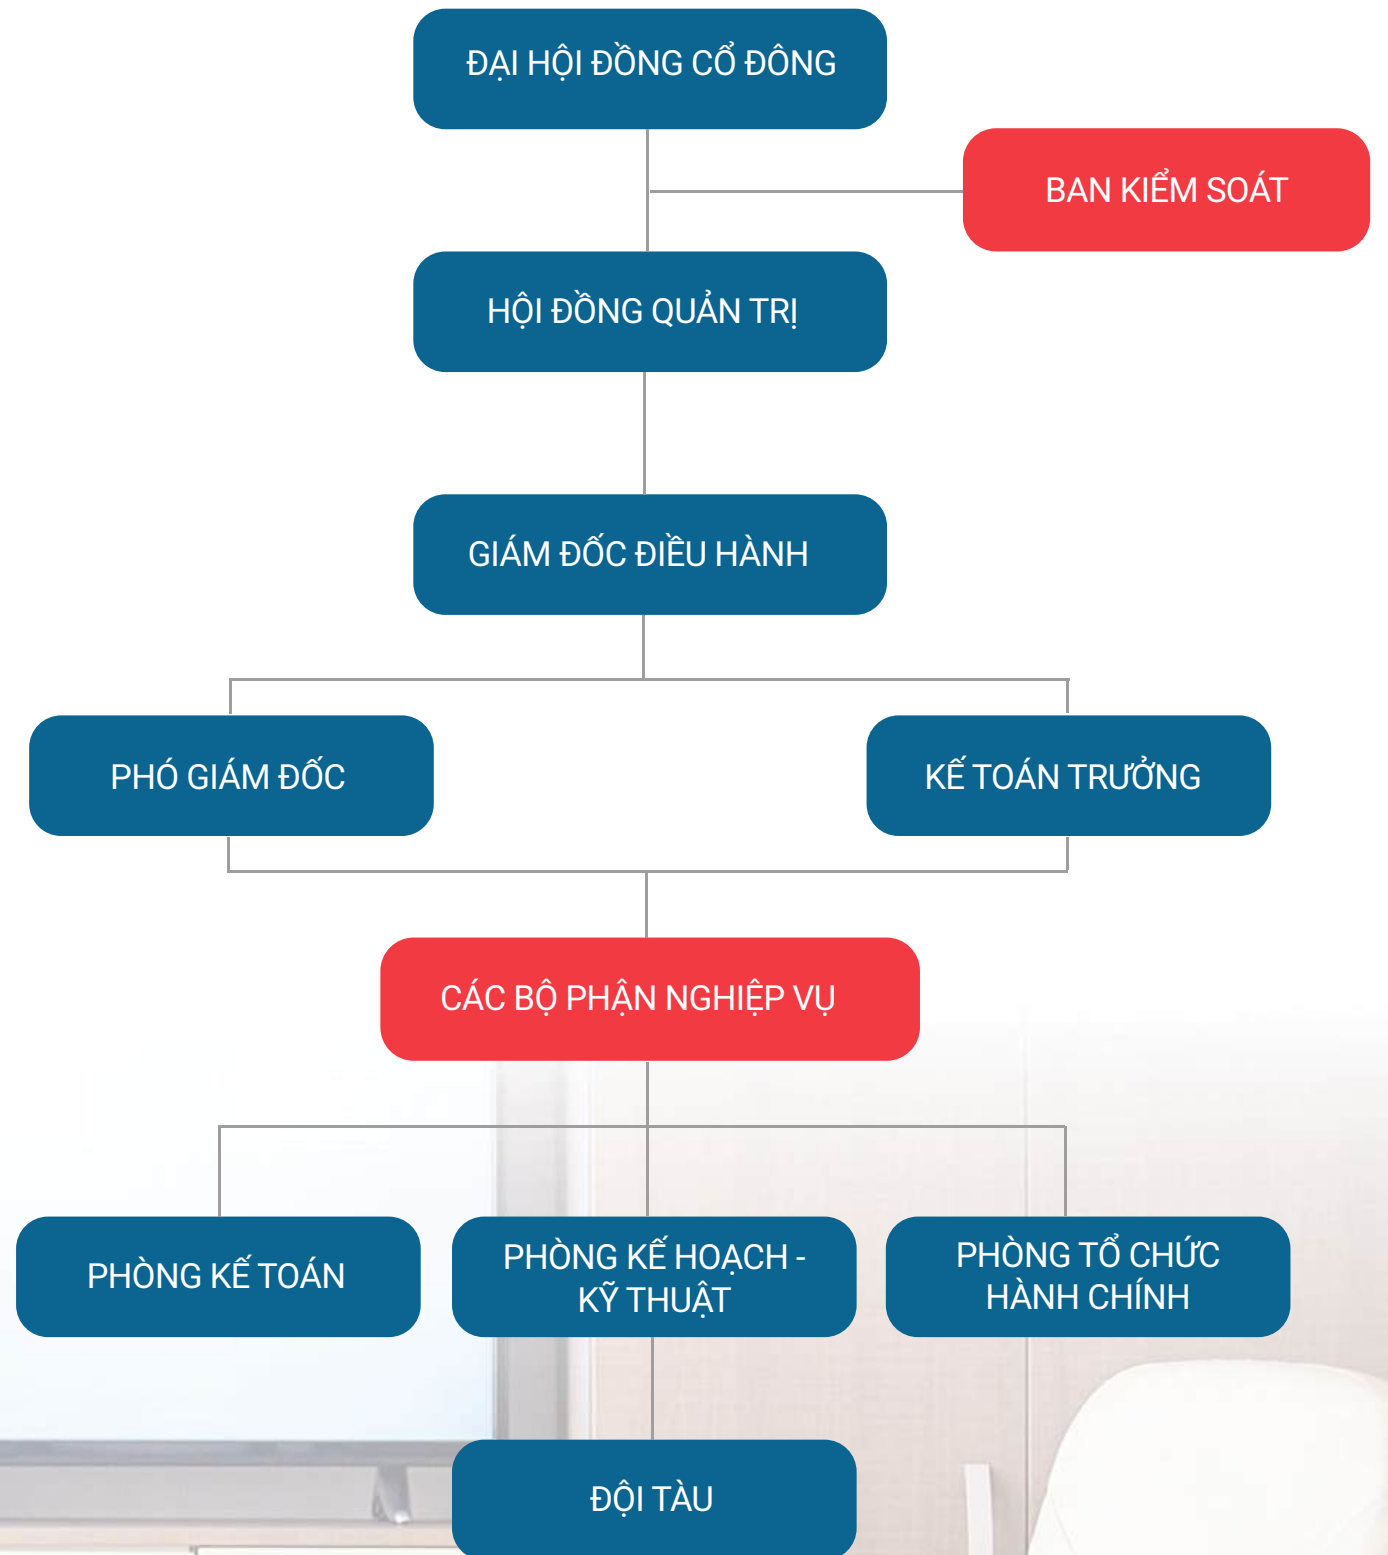 ĐẠI HỘI ĐỒNG CỔ ĐÔNG
BAN KIỂM SOÁT
HỘI ĐỒNG QUẢN TRỊ
GIÁM ĐỐC ĐIỀU HÀNH
PHÓ GIÁM ĐỐC
KẾ TOÁN TRƯỞNG
CÁC BỘ PHẬN NGHIỆP VỤ
PHÒNG KẾ TOÁN
PHÒNG KẾ HOẠCH -
KỸ THUẬT
PHÒNG TỔ CHỨC
HÀNH CHÍNH
ĐỘI TÀU